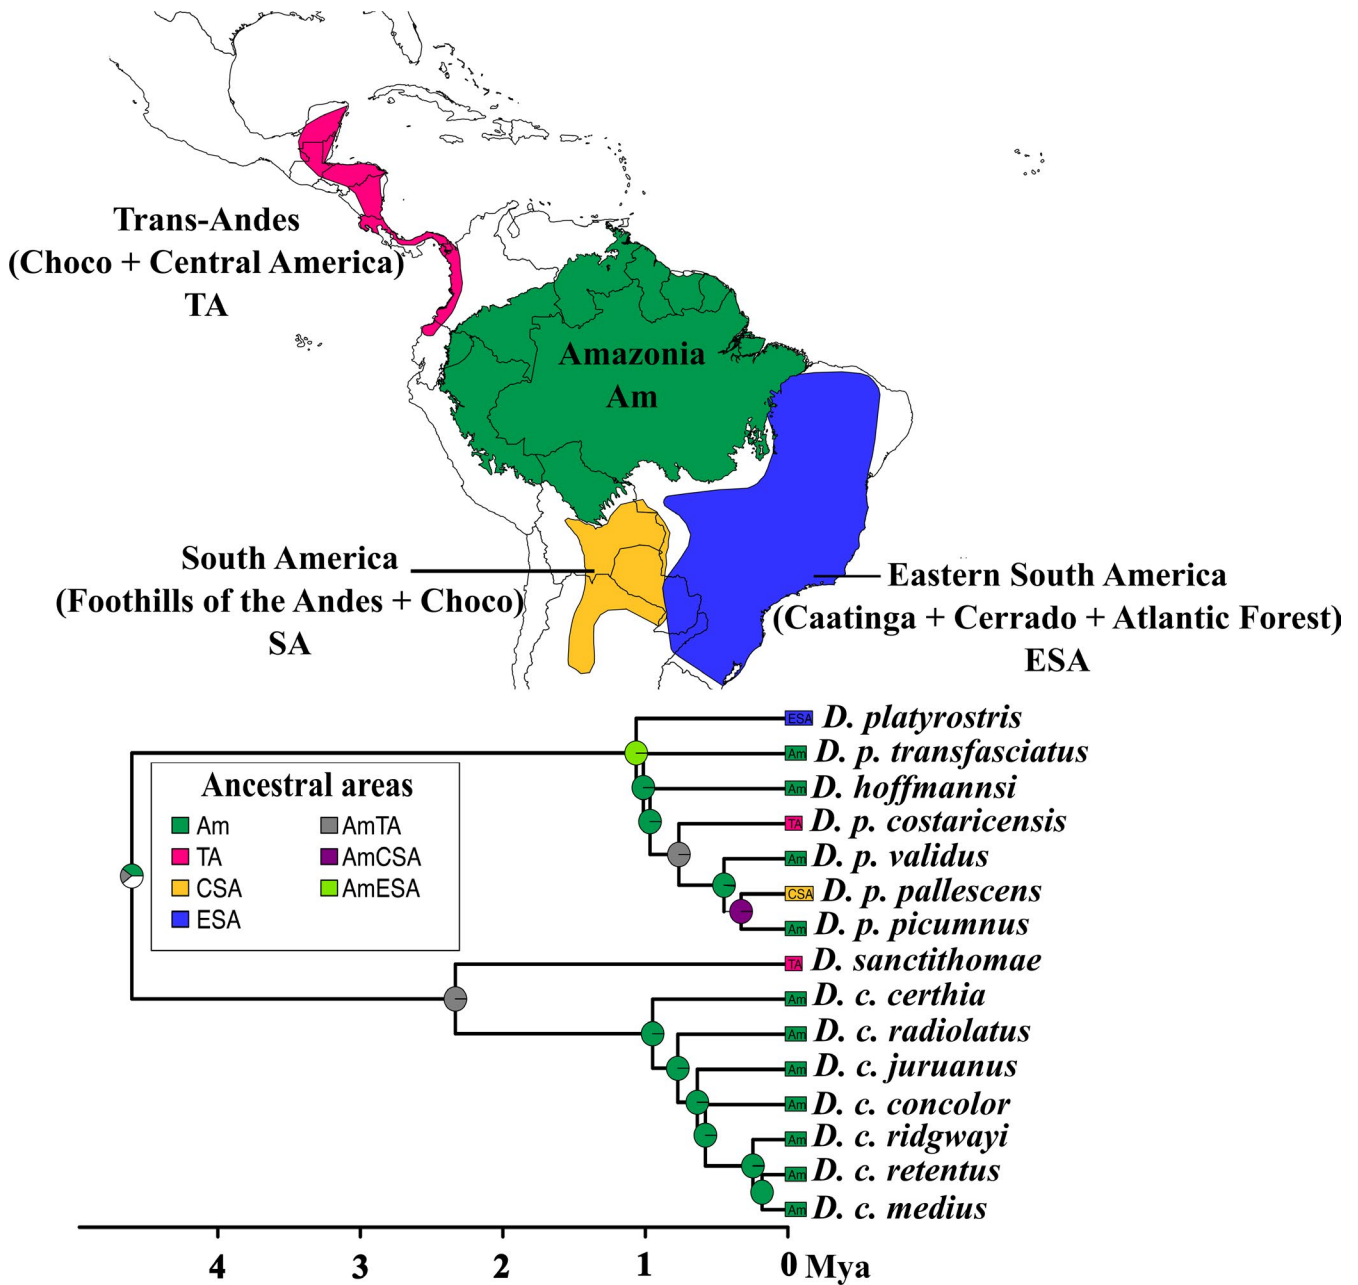 Trans-Andes
(Choco + Central America)
TA
Amazonia
Am
South America
(Foothills of the Andes + Choco)
SA
Eastern South America
(Caatinga + Cerrado + Atlantic Forest)
ESA
Ancestral areas
Am
TA
CSA
ESA
AmTA
AmCSA
AmESA
ESA D. platyrostris
Am D. p. transfasciatus
Am D. hoffmannsi
TA D. p. costaricensis
Am D. p. validus
CSA D. p. pallescens
Am D. p. picumnus
TA D. sanctithomae
Am D. c. certhia
Am D. c. radiolatus
Am D. c. juruanus
Am D. c. concolor
Am D. c. ridgwayi
Am D. c. retentus
Am D. c. medius
4 3 2 1 0 Mya